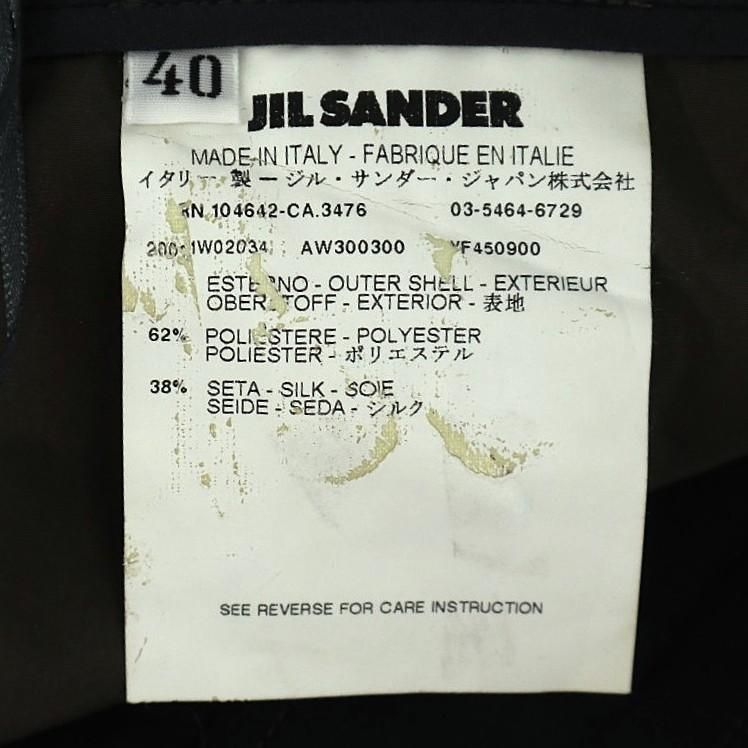 40
JIL SANDER
MADE IN ITALY - FABRIQUE EN ITALIE
イタリー製ージル・サンダー・ジャパン株式会社
RN 104642-CA.3476 03-5464-6729
AW300300 VF450900
ESTERNO - OUTER SHELL - EXTERIEUR
OBERSTOFF - EXTERIOR - 表地
62% POLIESTERE - POLYESTER
POLIESTER - ポリエステル
38% SETA - SILK - SOIE
SEIDE - SEDA - シルク
SEE REVERSE FOR CARE INSTRUCTION